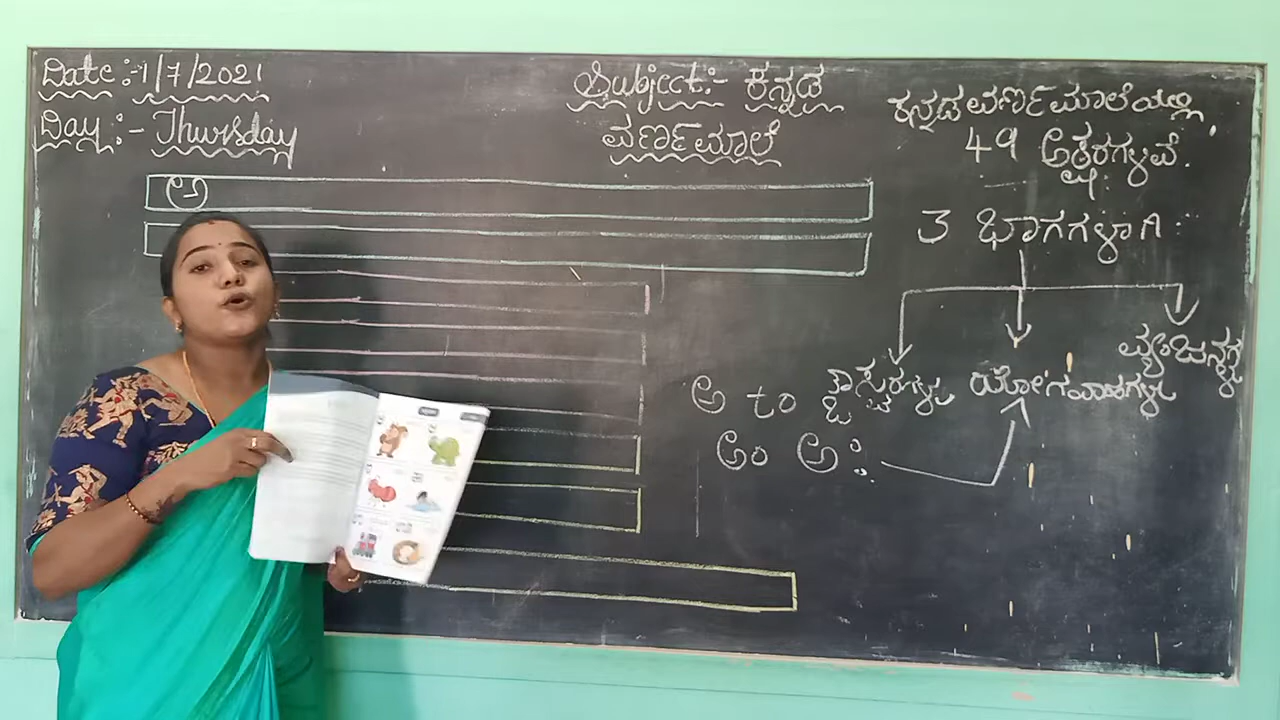 Date :- 1/7/2021
Day :- Thursday
Subject :- ಕನ್ನಡ
ವರ್ಣಮಾಲೆ
ಅ
ಕನ್ನಡ ವರ್ಣಮಾಲೆಯಲ್ಲಿ
49 ಅಕ್ಷರಗಳಿವೆ.
3 ಭಾಗಗಳಾಗಿ :
ಅ to ಔ ಸ್ವರಗಳು
ಯೋಗವಾಹಗಳು
ವ್ಯಂಜನಗಳು
ಅಂ ಅಃ